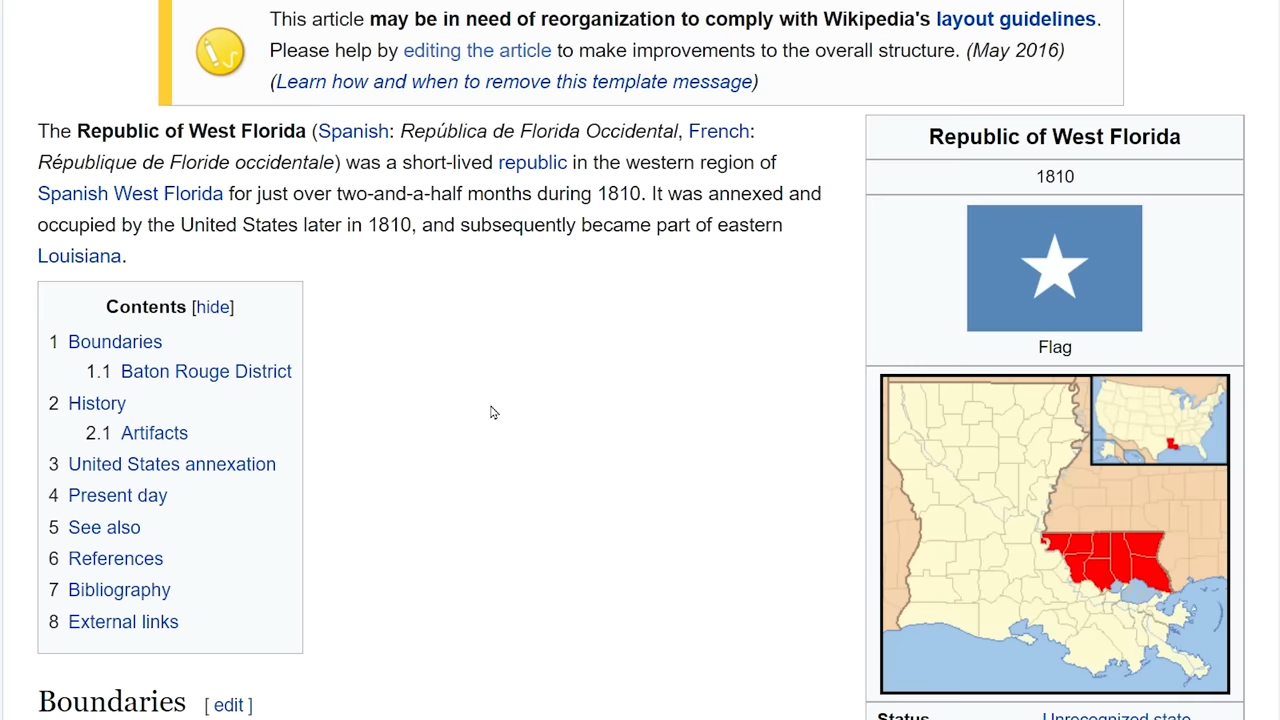 This article may be in need of reorganization to comply with Wikipedia's layout guidelines.
Please help by editing the article to make improvements to the overall structure. (May 2016)
(Learn how and when to remove this template message)
The Republic of West Florida (Spanish: República de Florida Occidental, French:
République de Floride occidentale) was a short-lived republic in the western region of
Spanish West Florida for just over two-and-a-half months during 1810. It was annexed and
occupied by the United States later in 1810, and subsequently became part of eastern
Louisiana.
Contents [hide]
1 Boundaries
1.1 Baton Rouge District
2 History
2.1 Artifacts
3 United States annexation
4 Present day
5 See also
6 References
7 Bibliography
8 External links
Boundaries [ edit ]
Republic of West Florida
1810
Flag
Status Unrecognized state